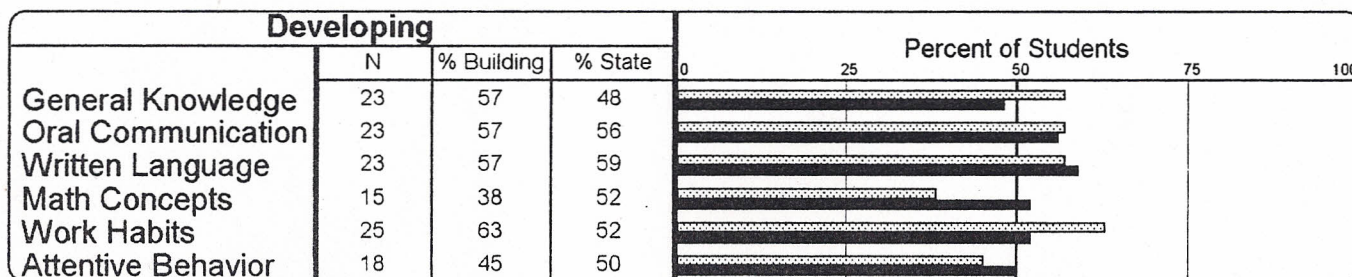 Developing
N % Building % State
Percent of Students
0 25 50 75 100
General Knowledge 23 57 48
Oral Communication 23 57 56
Written Language 23 57 59
Math Concepts 15 38 52
Work Habits 25 63 52
Attentive Behavior 18 45 50